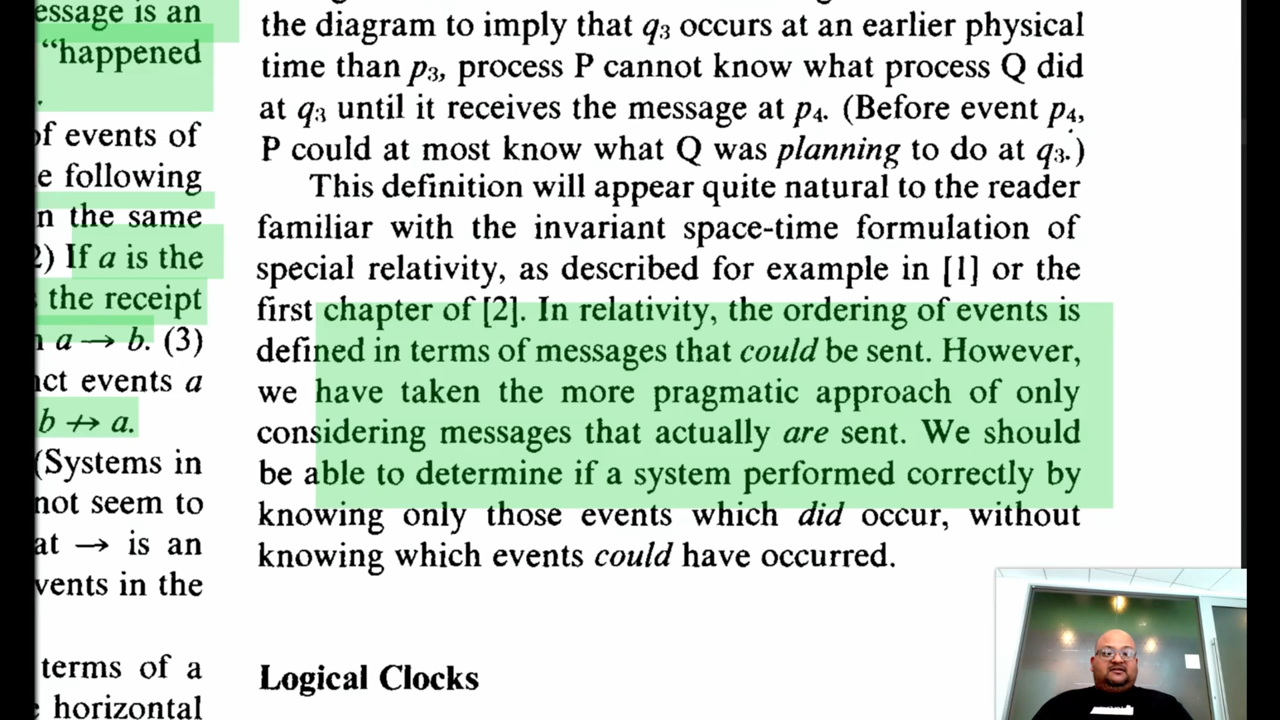 essage is an
“happened
.
of events of
e following
n the same
2) If a is the
the receipt
a → b. (3)
ct events a
b ↛ a.
(Systems in
not seem to
at → is an
vents in the
terms of a
horizontal
the diagram to imply that q3 occurs at an earlier physical
time than p3, process P cannot know what process Q did
at q3 until it receives the message at p4. (Before event p4,
P could at most know what Q was planning to do at q3.)
This definition will appear quite natural to the reader
familiar with the invariant space-time formulation of
special relativity, as described for example in [1] or the
first chapter of [2]. In relativity, the ordering of events is
defined in terms of messages that could be sent. However,
we have taken the more pragmatic approach of only
considering messages that actually are sent. We should
be able to determine if a system performed correctly by
knowing only those events which did occur, without
knowing which events could have occurred.
Logical Clocks